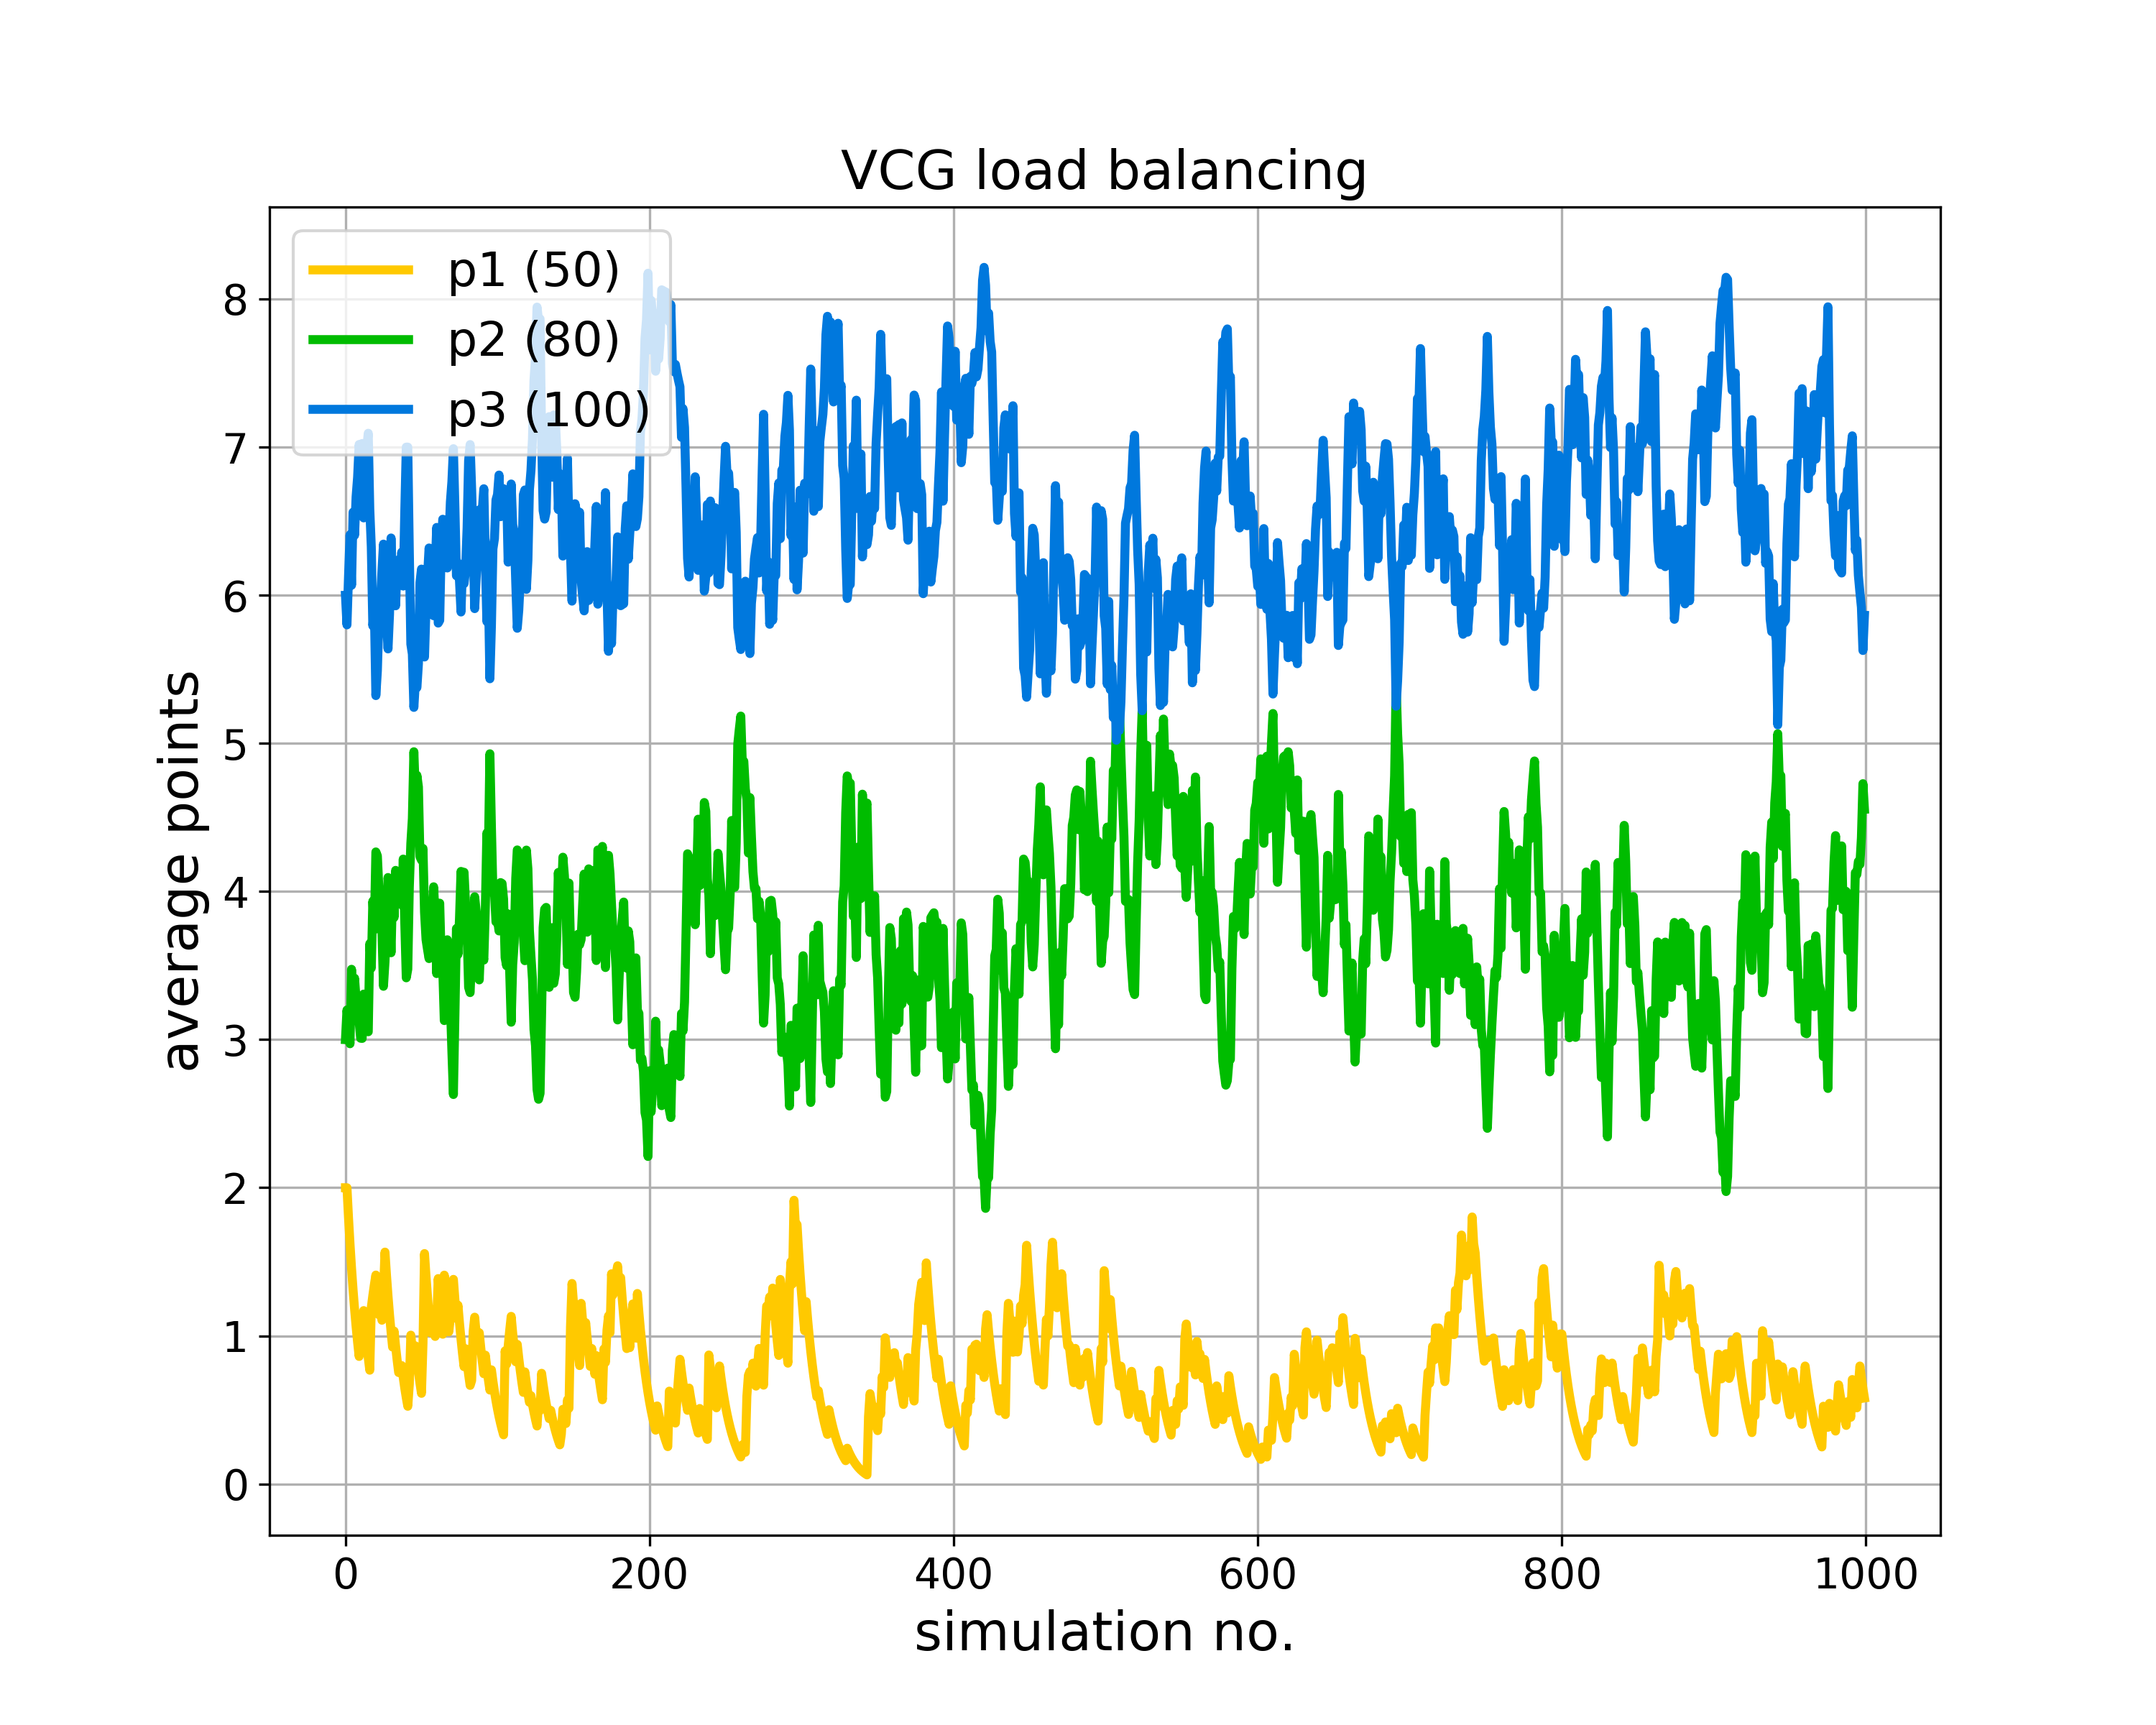 VCG load balancing
p1 (50)
p2 (80)
p3 (100)
average points
8
7
6
5
4
3
2
1
0
0 200 400 600 800 1000
simulation no.